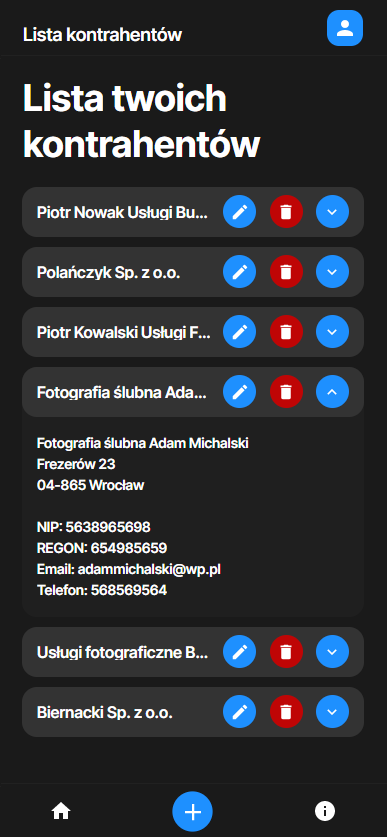 Lista kontrahentów
Lista twoich
kontrahentów
Piotr Nowak Usługi Bu...
Polańczyk Sp. z o.o.
Piotr Kowalski Usługi F...
Fotografia ślubna Ada...
Fotografia ślubna Adam Michalski
Frezerów 23
04-865 Wrocław
NIP: 5638965698
REGON: 654985659
Email: adammichalski@wp.pl
Telefon: 568569564
Usługi fotograficzne B...
Biernacki Sp. z o.o.